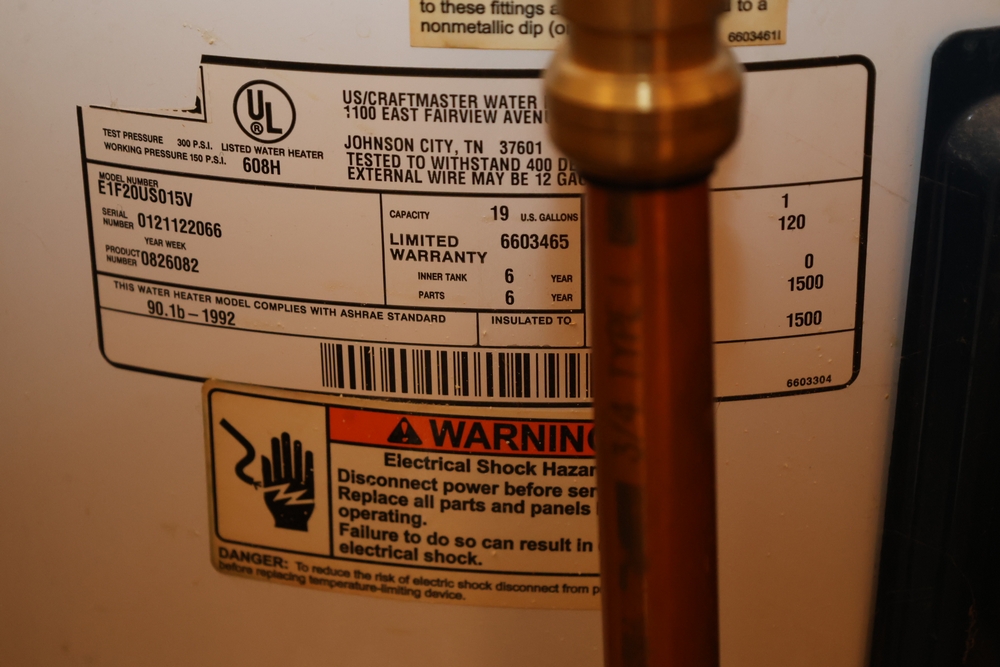 to these fittings to a
nonmetallic dip
6603461I
UL
®
TEST PRESSURE 300 P.S.I.
WORKING PRESSURE 150 P.S.I.
LISTED WATER HEATER
608H
US/CRAFTMASTER WATER
1100 EAST FAIRVIEW
JOHNSON CITY, TN 37601
TESTED TO WITHSTAND 400
EXTERNAL WIRE MAY BE 12
MODEL NUMBER
E1F20US015V
SERIAL NUMBER 0121122066
YEAR WEEK
PRODUCT NUMBER 0826082
CAPACITY 19 U.S. GALLONS
LIMITED WARRANTY 6603465
INNER TANK 6 YEAR
PARTS 6 YEAR
1
120
0
1500
1500
THIS WATER HEATER MODEL COMPLIES WITH ASHRAE STANDARD
90.1b – 1992
INSULATED TO
6603304
WARNING
Electrical Shock
Disconnect power before
Replace all parts and panels
operating.
Failure to do so can result in
electrical shock.
DANGER: To reduce the risk of electric shock disconnect from
before replacing temperature-limiting device.
3/4 TYPE L